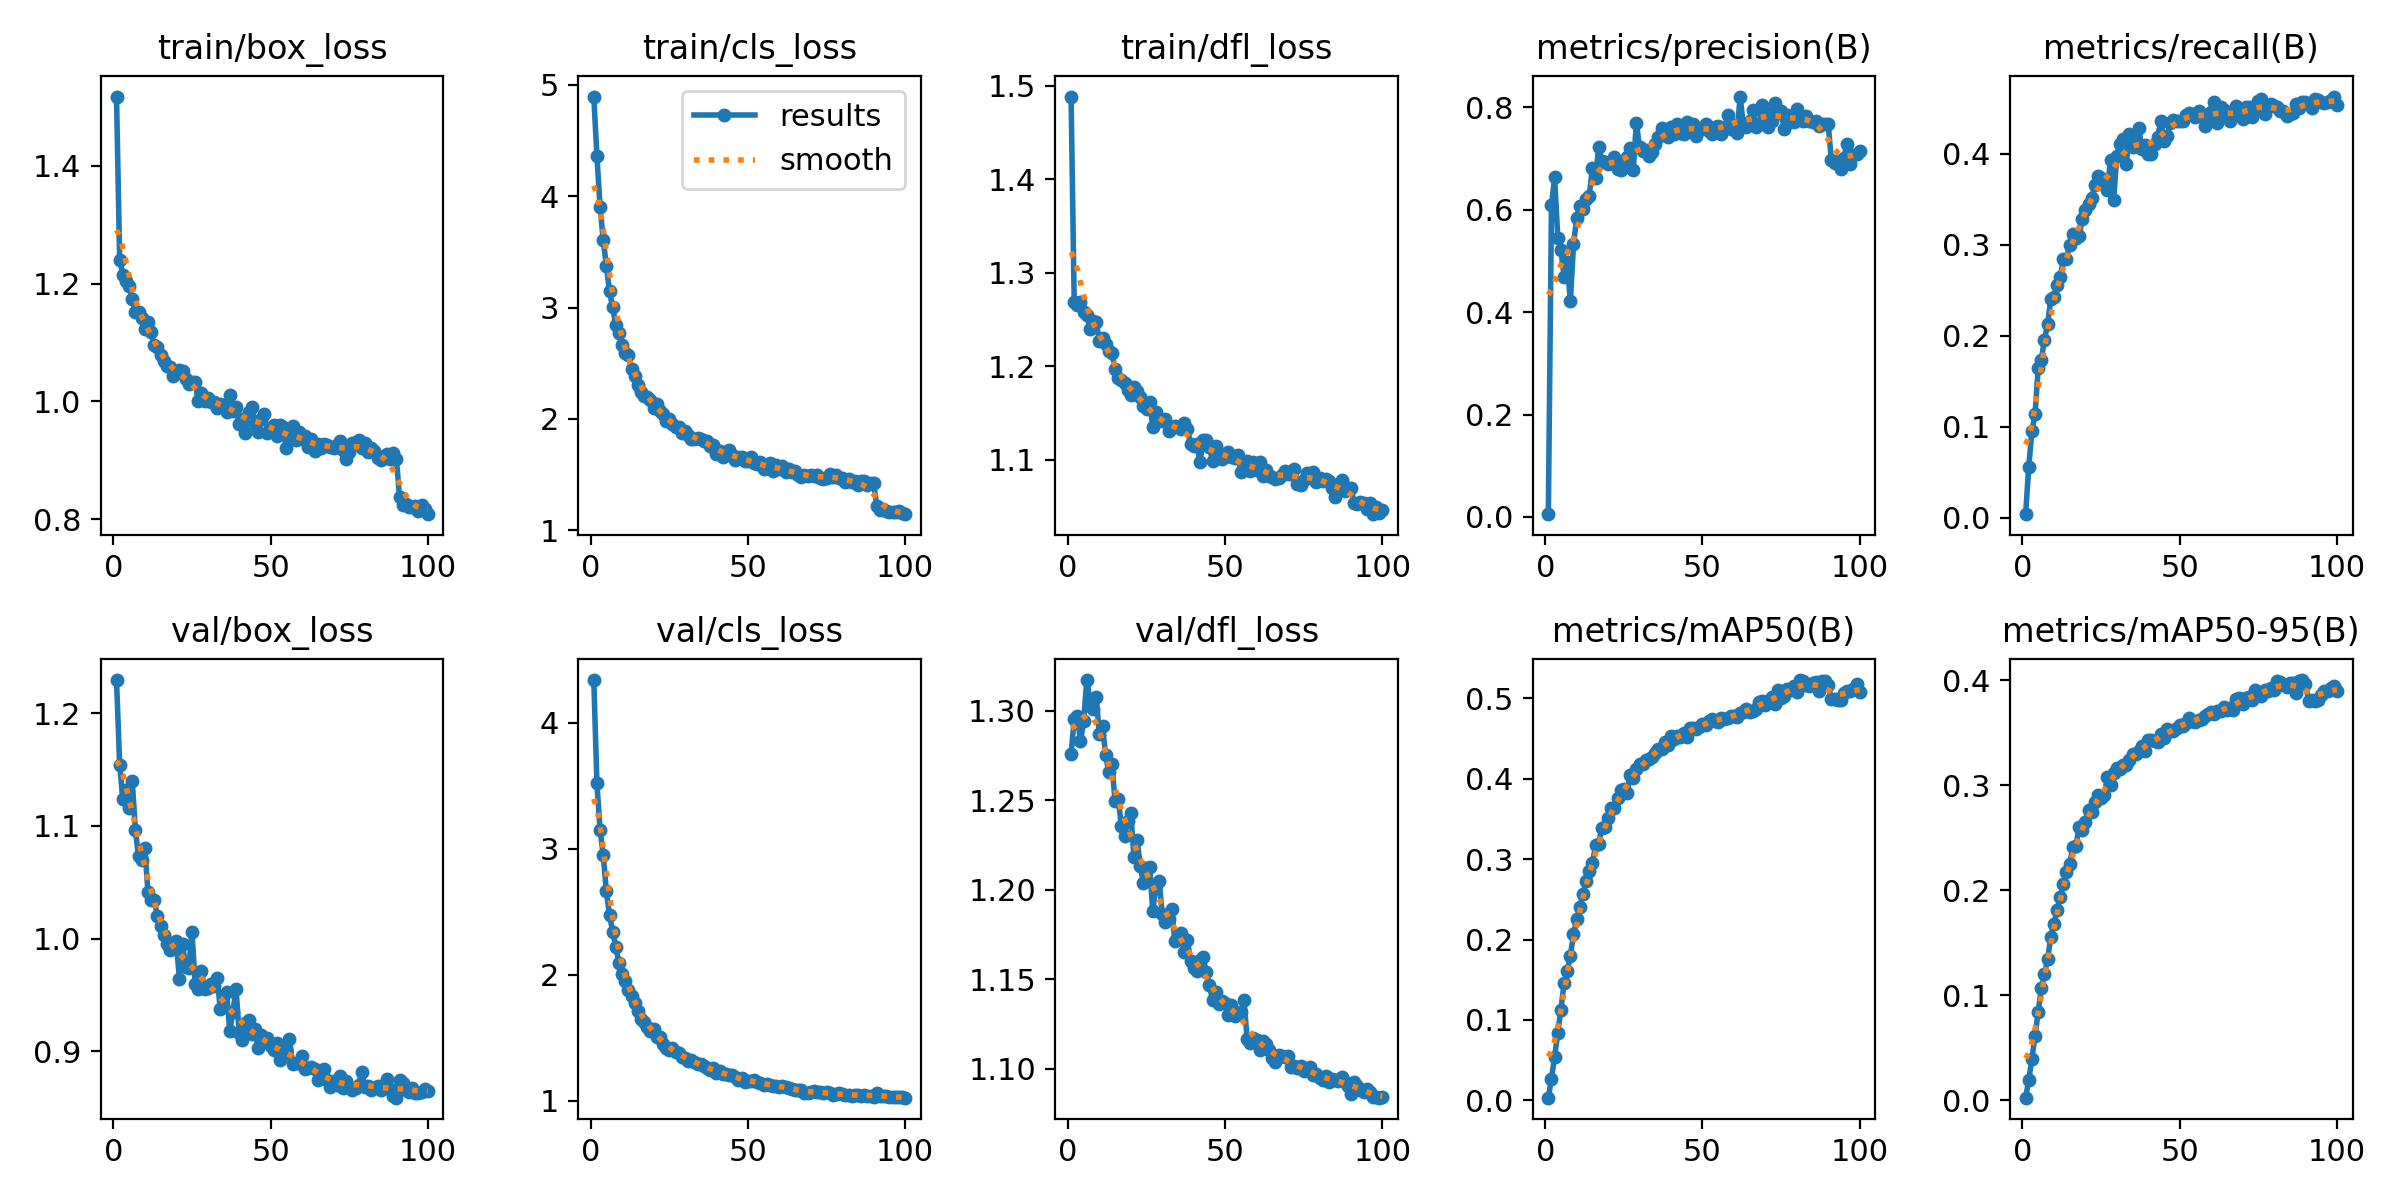 train/box_loss
1.4
1.2
1.0
0.8
0 50 100
train/cls_loss
results
smooth
5
4
3
2
1
0 50 100
train/dfl_loss
1.5
1.4
1.3
1.2
1.1
0 50 100
metrics/precision(B)
0.8
0.6
0.4
0.2
0.0
0 50 100
metrics/recall(B)
0.4
0.3
0.2
0.1
0.0
0 50 100
val/box_loss
1.2
1.1
1.0
0.9
0 50 100
val/cls_loss
4
3
2
1
0 50 100
val/dfl_loss
1.30
1.25
1.20
1.15
1.10
0 50 100
metrics/mAP50(B)
0.5
0.4
0.3
0.2
0.1
0.0
0 50 100
metrics/mAP50-95(B)
0.4
0.3
0.2
0.1
0.0
0 50 100